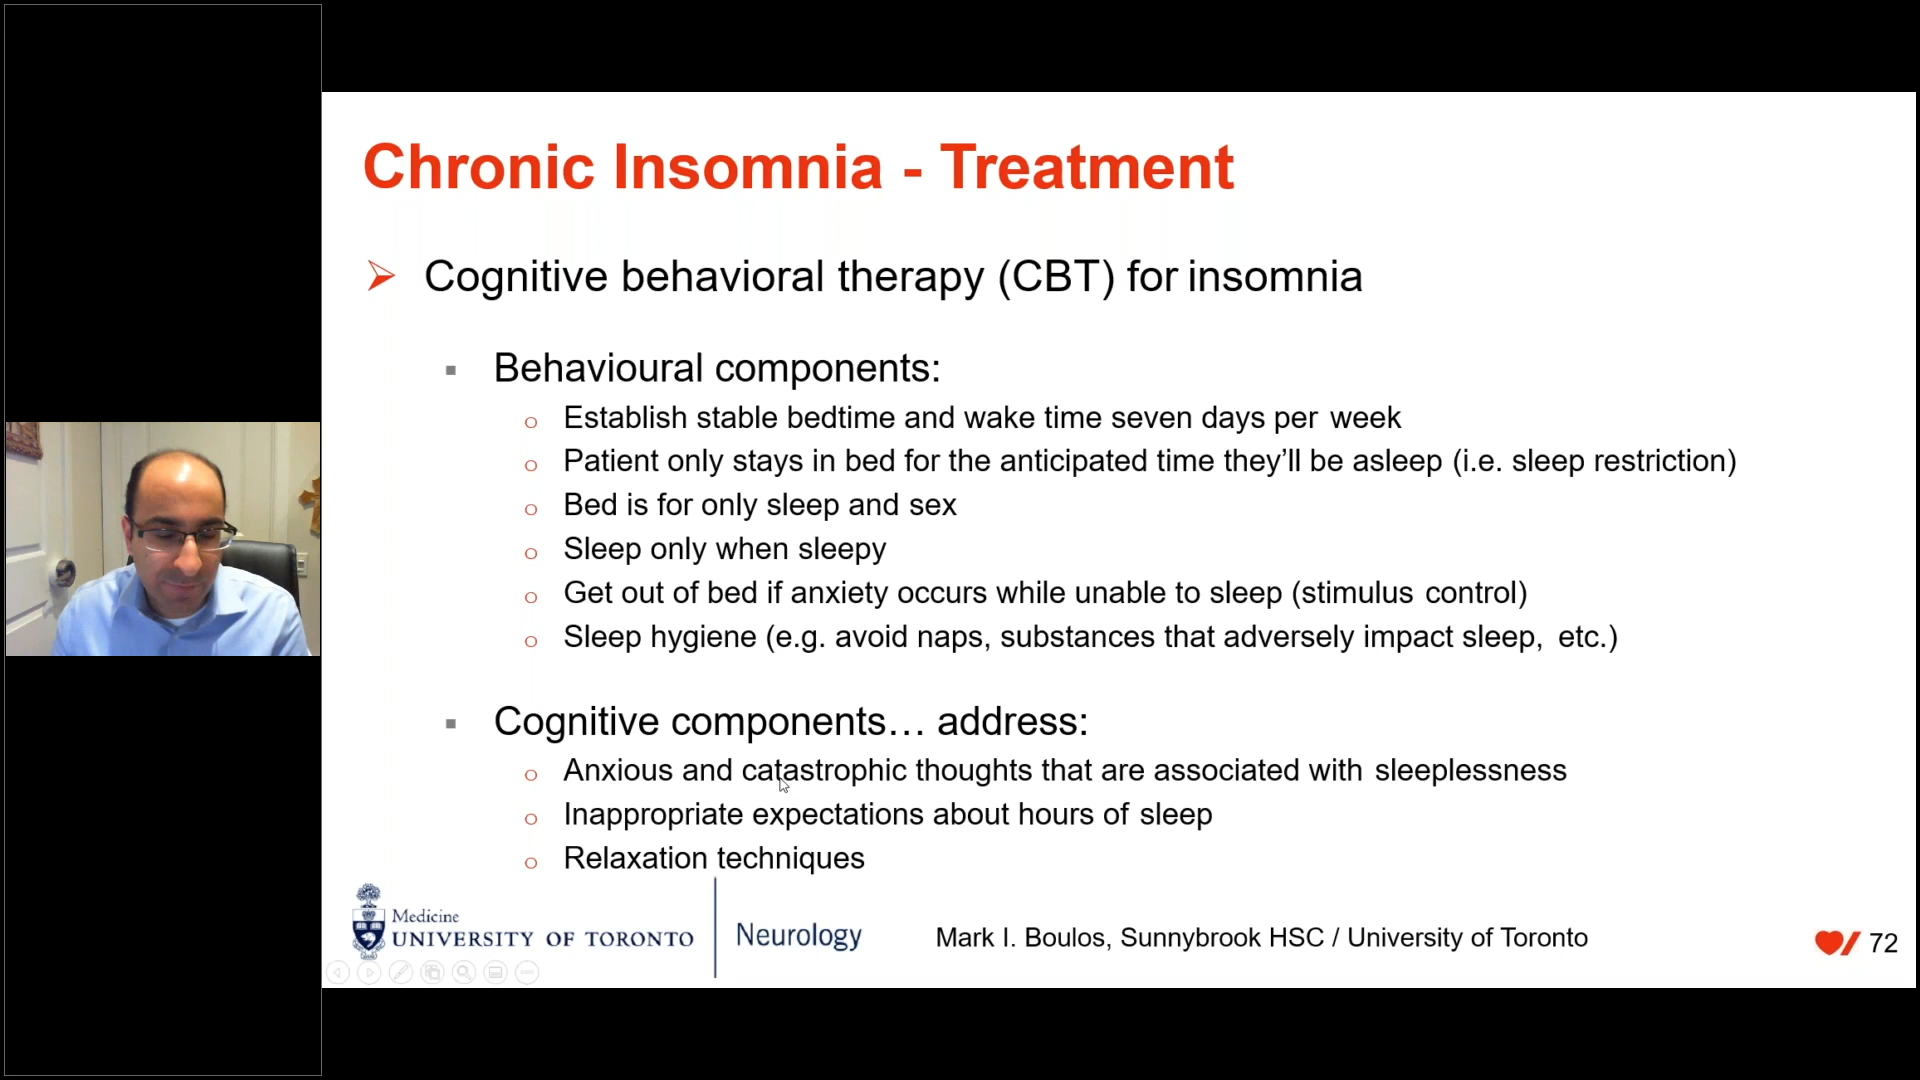 Chronic Insomnia - Treatment
Cognitive behavioral therapy (CBT) for insomnia
Behavioural components:
Establish stable bedtime and wake time seven days per week
Patient only stays in bed for the anticipated time they’ll be asleep (i.e. sleep restriction)
Bed is for only sleep and sex
Sleep only when sleepy
Get out of bed if anxiety occurs while unable to sleep (stimulus control)
Sleep hygiene (e.g. avoid naps, substances that adversely impact sleep, etc.)
Cognitive components… address:
Anxious and catastrophic thoughts that are associated with sleeplessness
Inappropriate expectations about hours of sleep
Relaxation techniques
Medicine
UNIVERSITY OF TORONTO
Neurology
Mark I. Boulos, Sunnybrook HSC / University of Toronto
72